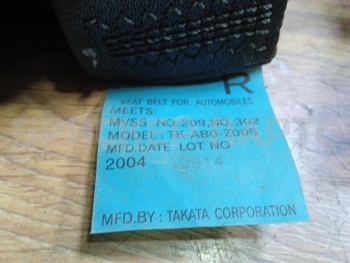 R
SEAT BELT FOR AUTOMOBILES
MEETS:
MVSS NO.209,NO.302
MODEL: TK-AB0-Z005
MFD.DATE LOT NO
2004
MFD.BY : TAKATA CORPORATION